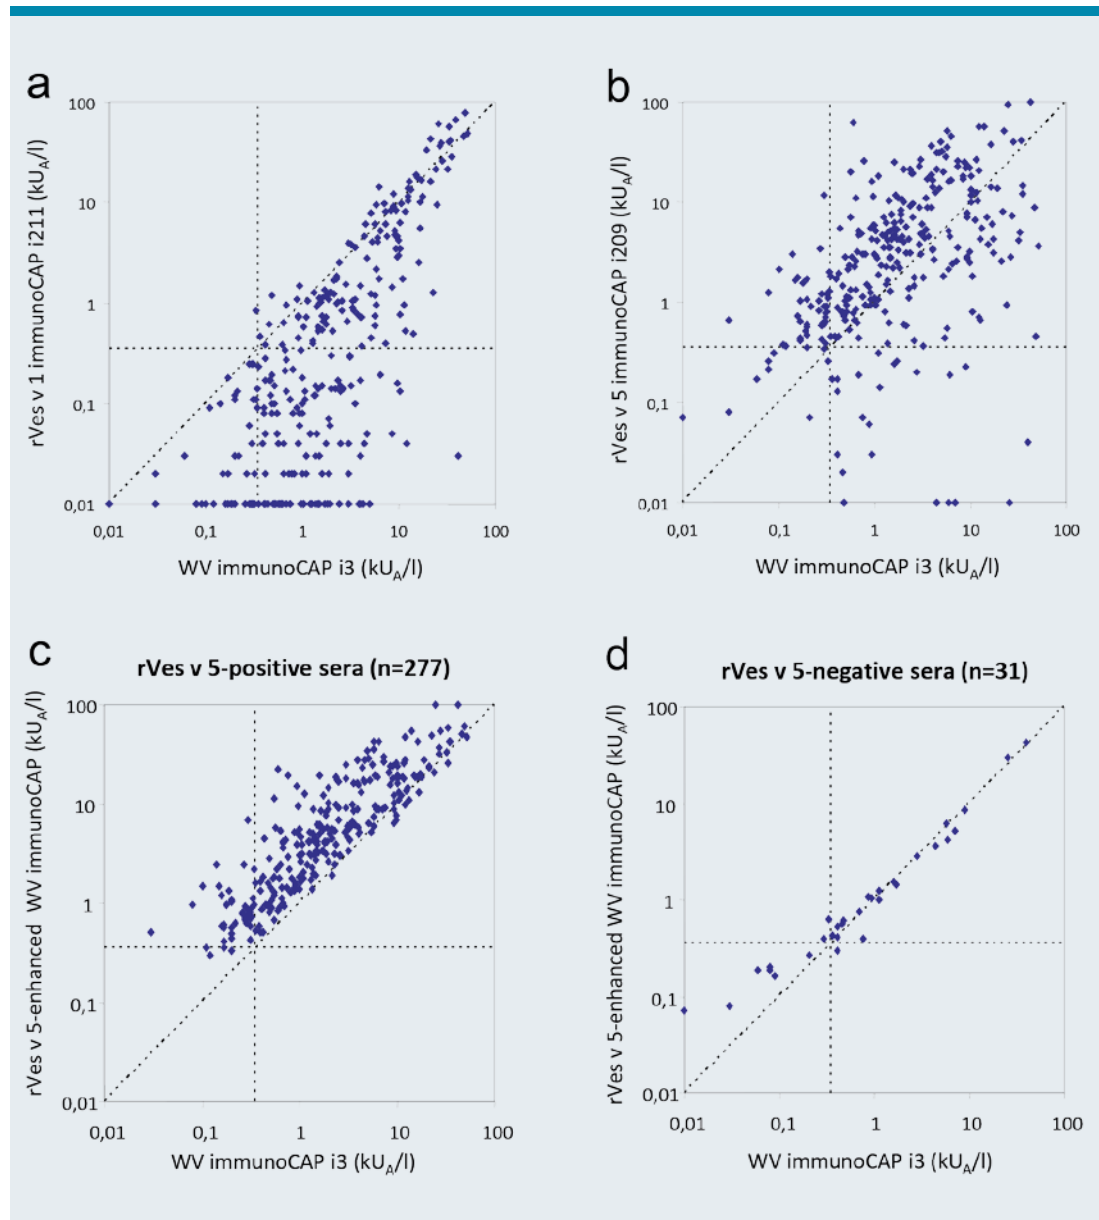 a
rVes v 1 immunoCAP i211 (kUA/l)
100
10
1
0,1
0,01
0,01 0,1 1 10 100
WV immunoCAP i3 (kUA/l)
b
rVes v 5 immunoCAP i209 (kUA/l)
100
10
1
0,1
0,01
0,01 0,1 1 10 100
WV immunoCAP i3 (kUA/l)
c
rVes v 5-positive sera (n=277)
rVes v 5-enhanced WV immunoCAP (kUA/l)
100
10
1
0,1
0,01
0,01 0,1 1 10 100
WV immunoCAP i3 (kUA/l)
d
rVes v 5-negative sera (n=31)
rVes v 5-enhanced WV immunoCAP (kUA/l)
100
10
1
0,1
0,01
0,01 0,1 1 10 100
WV immunoCAP i3 (kUA/l)